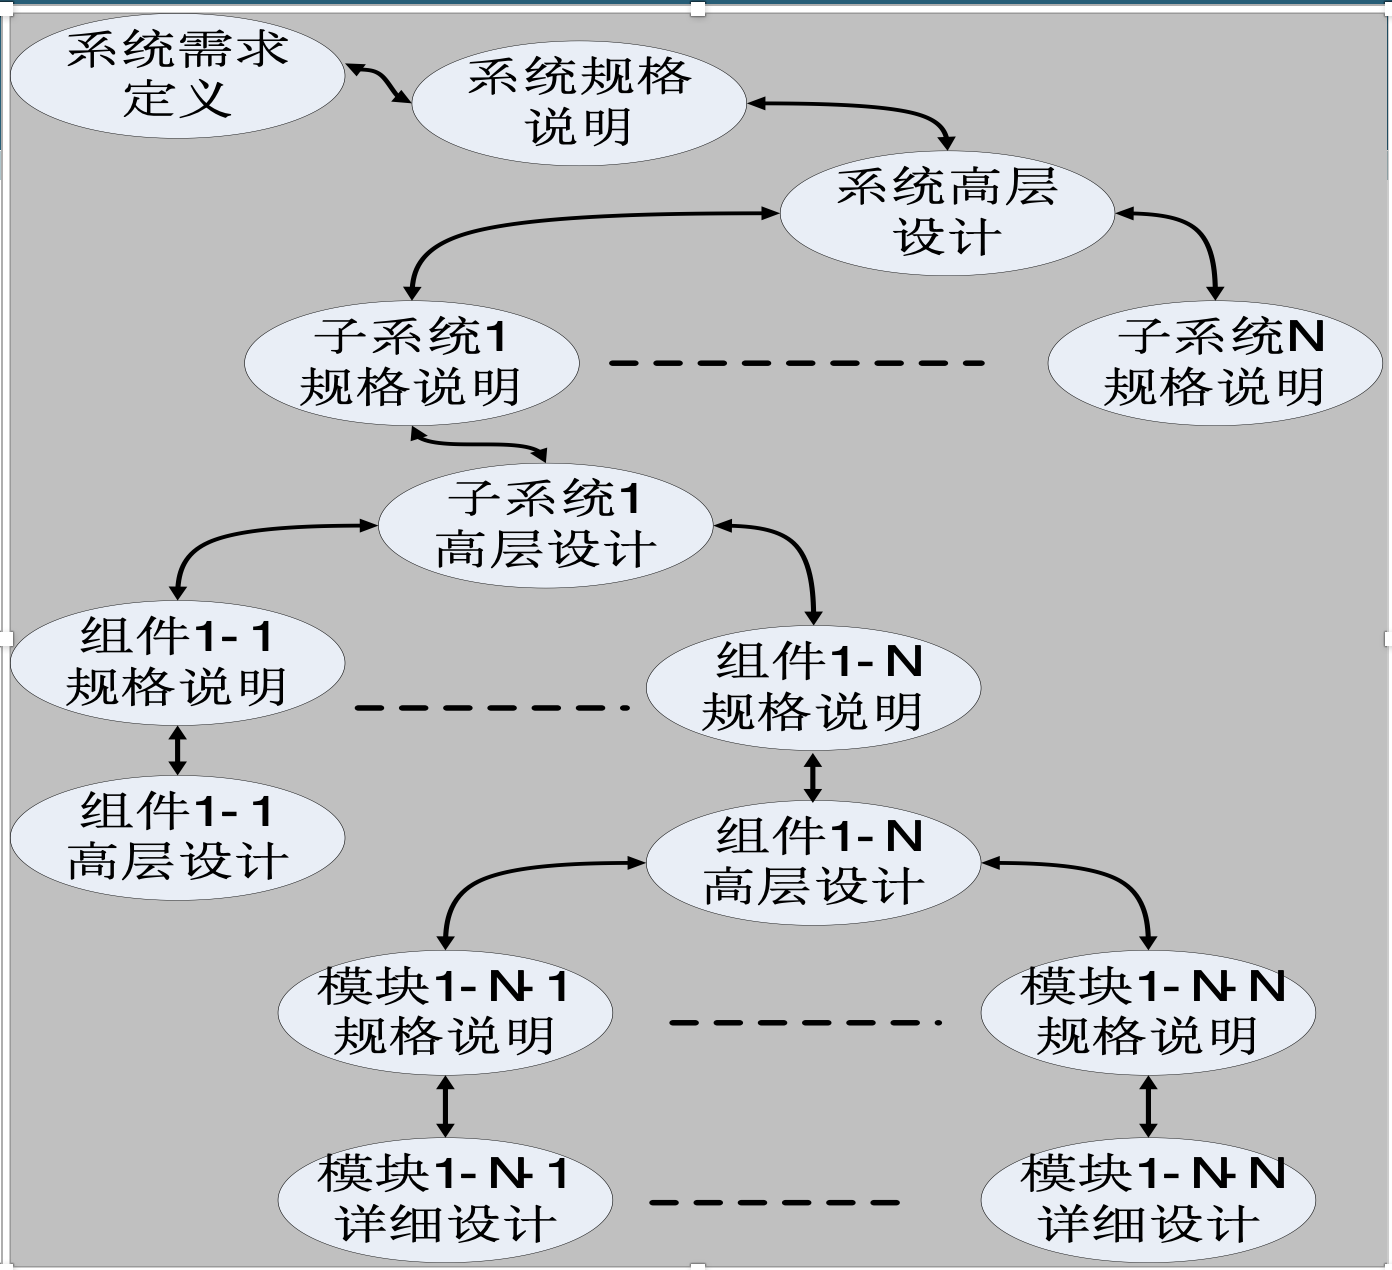 系统需求
定义
系统规格
说明
系统高层
设计
子系统1
规格说明
子系统N
规格说明
子系统1
高层设计
组件1-1
规格说明
组件1-N
规格说明
组件1-1
高层设计
组件1-N
高层设计
模块1-N-1
规格说明
模块1-N-N
规格说明
模块1-N-1
详细设计
模块1-N-N
详细设计